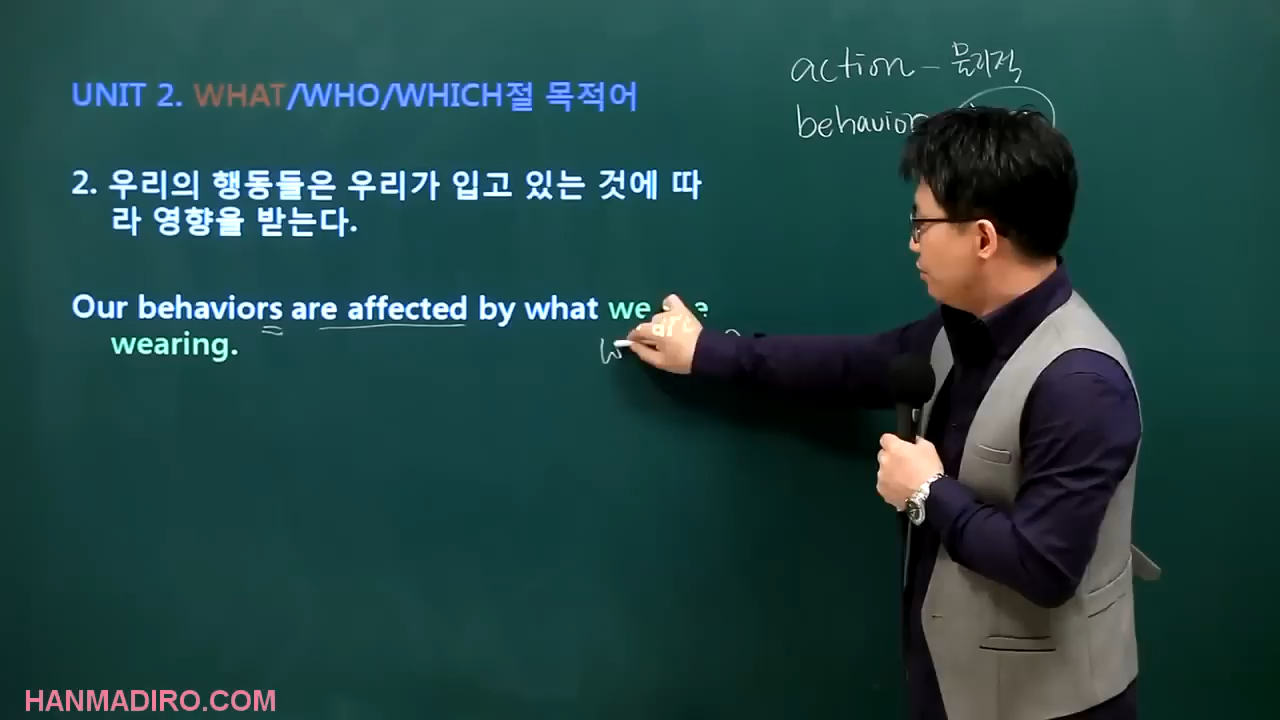 action - 물리적
behavior
UNIT 2. WHAT/WHO/WHICH절 목적어
2. 우리의 행동들은 우리가 입고 있는 것에 따
라 영향을 받는다.
Our behaviors are affected by what we are
wearing.
w
HANMADIRO.COM